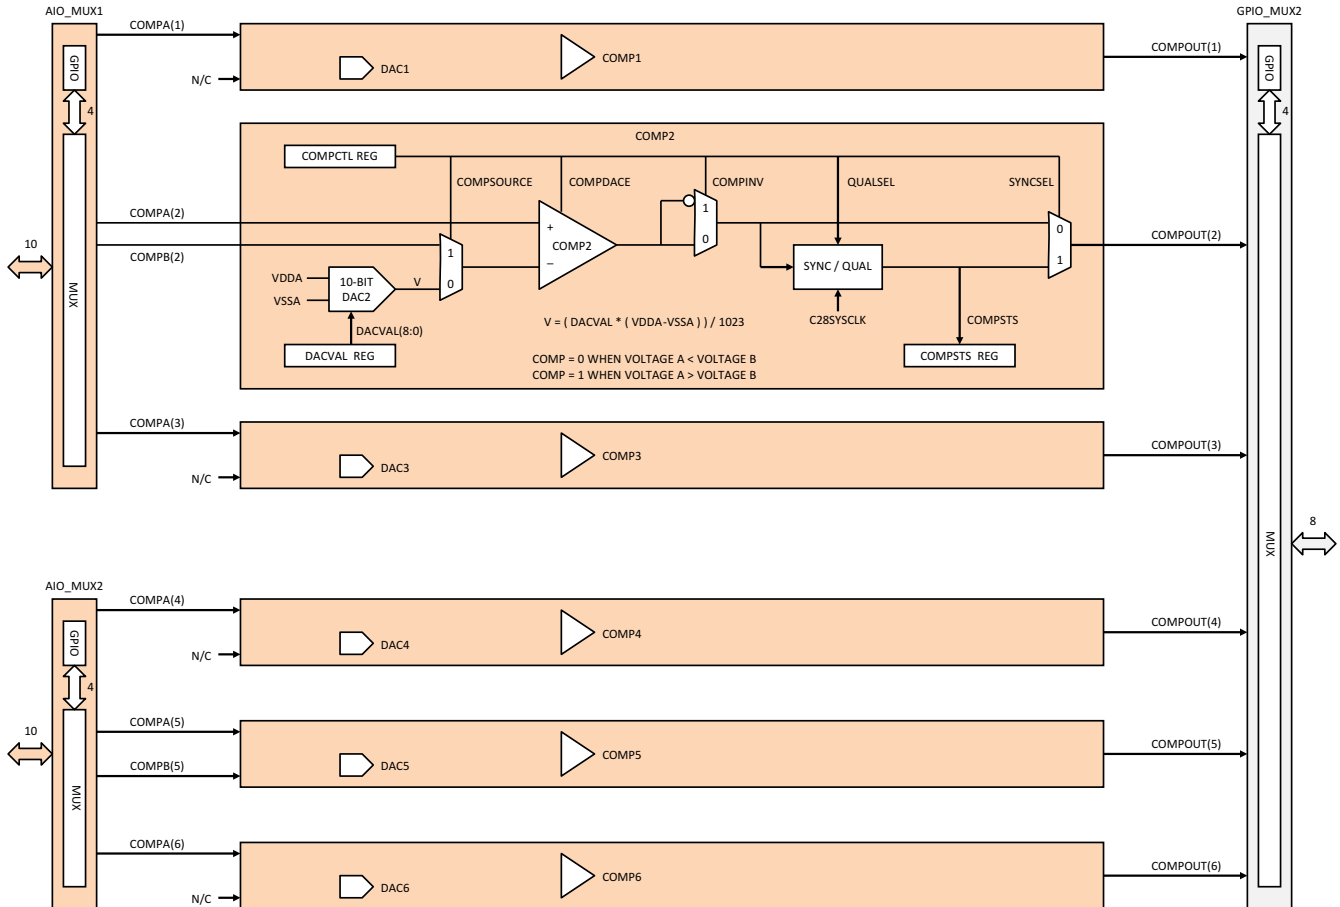 AIO_MUX1
GPIO_MUX2
COMPA(1)
COMPOUT(1)
GPIO
DAC1
COMP1
GPIO
N/C
4
4
COMP2
COMPCTL REG
COMPSOURCE
COMPDACE
COMPINV
QUALSEL
SYNCSEL
COMPA(2)
1
0
+
10
COMPB(2)
COMP2
COMPOUT(2)
1
0
–
SYNC / QUAL
1
VDDA
10-BIT
DAC2
V
0
VSSA
MUX
DACVAL(8:0)
V = ( DACVAL * ( VDDA-VSSA ) ) / 1023
C28SYSCLK
COMPSTS
DACVAL REG
COMP = 0 WHEN VOLTAGE A < VOLTAGE B
COMP = 1 WHEN VOLTAGE A > VOLTAGE B
COMPSTS REG
COMPA(3)
COMPOUT(3)
DAC3
COMP3
N/C
8
MUX
AIO_MUX2
COMPA(4)
COMPOUT(4)
GPIO
DAC4
COMP4
N/C
4
COMPA(5)
COMPOUT(5)
10
DAC5
COMP5
COMPB(5)
MUX
COMPA(6)
COMPOUT(6)
DAC6
COMP6
N/C